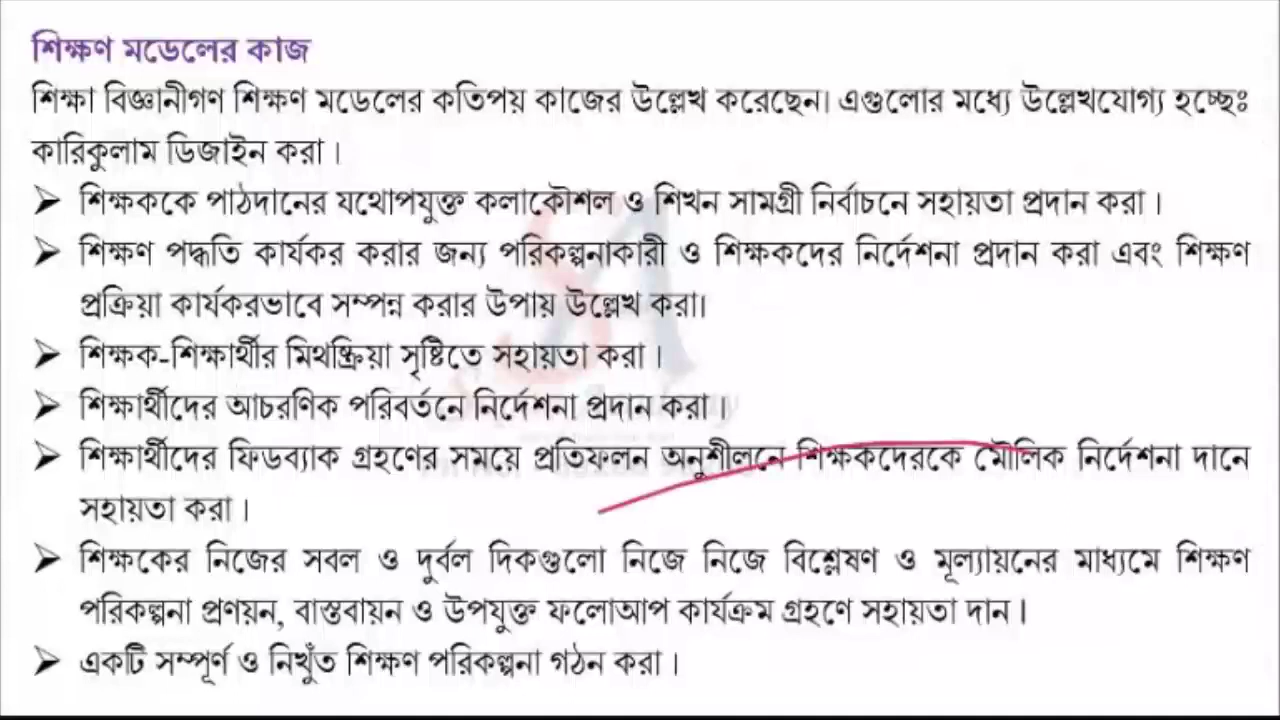 শিক্ষণ মডেলের কাজ
শিক্ষা বিজ্ঞানীগণ শিক্ষণ মডেলের কতিপয় কাজের উল্লেখ করেছেন। এগুলোর মধ্যে উল্লেখযোগ্য হচ্ছেঃ
কারিকুলাম ডিজাইন করা।
➢ শিক্ষককে পাঠদানের যথোপযুক্ত কলাকৌশল ও শিখন সামগ্রী নির্বাচনে সহায়তা প্রদান করা।
➢ শিক্ষণ পদ্ধতি কার্যকর করার জন্য পরিকল্পনাকারী ও শিক্ষকদের নির্দেশনা প্রদান করা এবং শিক্ষণ
প্রক্রিয়া কার্যকরভাবে সম্পন্ন করার উপায় উল্লেখ করা।
➢ শিক্ষক-শিক্ষার্থীর মিথষ্ক্রিয়া সৃষ্টিতে সহায়তা করা।
➢ শিক্ষার্থীদের আচরণিক পরিবর্তনে নির্দেশনা প্রদান করা।
➢ শিক্ষার্থীদের ফিডব্যাক গ্রহণের সময়ে প্রতিফলন অনুশীলনে শিক্ষকদেরকে মৌলিক নির্দেশনা দানে
সহায়তা করা।
➢ শিক্ষকের নিজের সবল ও দুর্বল দিকগুলো নিজে নিজে বিশ্লেষণ ও মূল্যায়নের মাধ্যমে শিক্ষণ
পরিকল্পনা প্রণয়ন, বাস্তবায়ন ও উপযুক্ত ফলোআপ কার্যক্রম গ্রহণে সহায়তা দান।
➢ একটি সম্পূর্ণ ও নিখুঁত শিক্ষণ পরিকল্পনা গঠন করা।